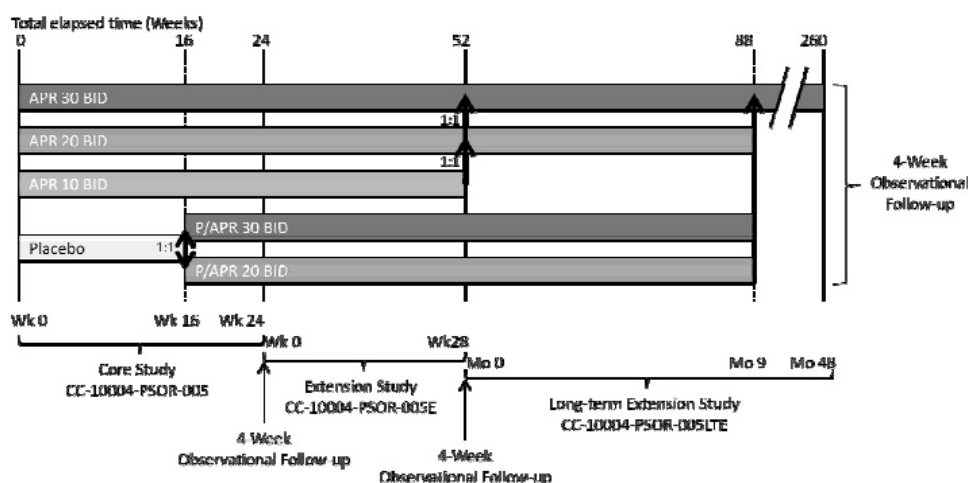 Total elapsed time (Weeks)
0 16 24 52 88 260
APR 30 BID
1:1
APR 20 BID
1:1
APR 10 BID
4-Week
Observational
Follow-up
P/APR 30 BID
Placebo 1:1
P/APR 20 BID
Wk 0 Wk 16 Wk 24
Wk 0 Wk28
Mo 0 Mo 9 Mo 48
Core Study
CC-10004-PSOR-005
Extension Study
CC-10004-PSOR-005E
Long-term Extension Study
CC-10004-PSOR-005LTE
4-Week
Observational Follow-up
4-Week
Observational Follow-up